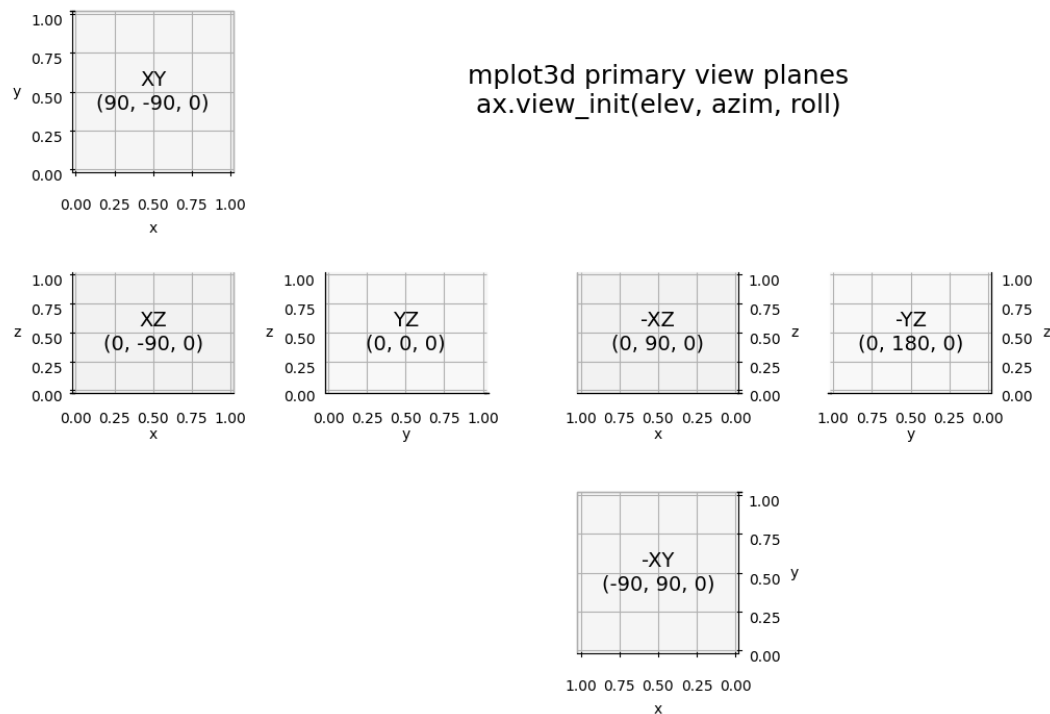 mplot3d primary view planes
ax.view_init(elev, azim, roll)
1.00
0.75
XY
y 0.50
(90, -90, 0)
0.25
0.00
0.00 0.25 0.50 0.75 1.00
x
1.00
0.75
XZ
z 0.50
(0, -90, 0)
0.25
0.00
0.00 0.25 0.50 0.75 1.00
x
1.00
0.75
YZ
z 0.50
(0, 0, 0)
0.25
0.00
0.00 0.25 0.50 0.75 1.00
y
1.00
0.75
-XZ
0.50 z
(0, 90, 0)
0.25
0.00
1.00 0.75 0.50 0.25 0.00
x
1.00
0.75
-YZ
0.50 z
(0, 180, 0)
0.25
0.00
1.00 0.75 0.50 0.25 0.00
y
1.00
0.75
-XY
0.50 y
(-90, 90, 0)
0.25
0.00
1.00 0.75 0.50 0.25 0.00
x